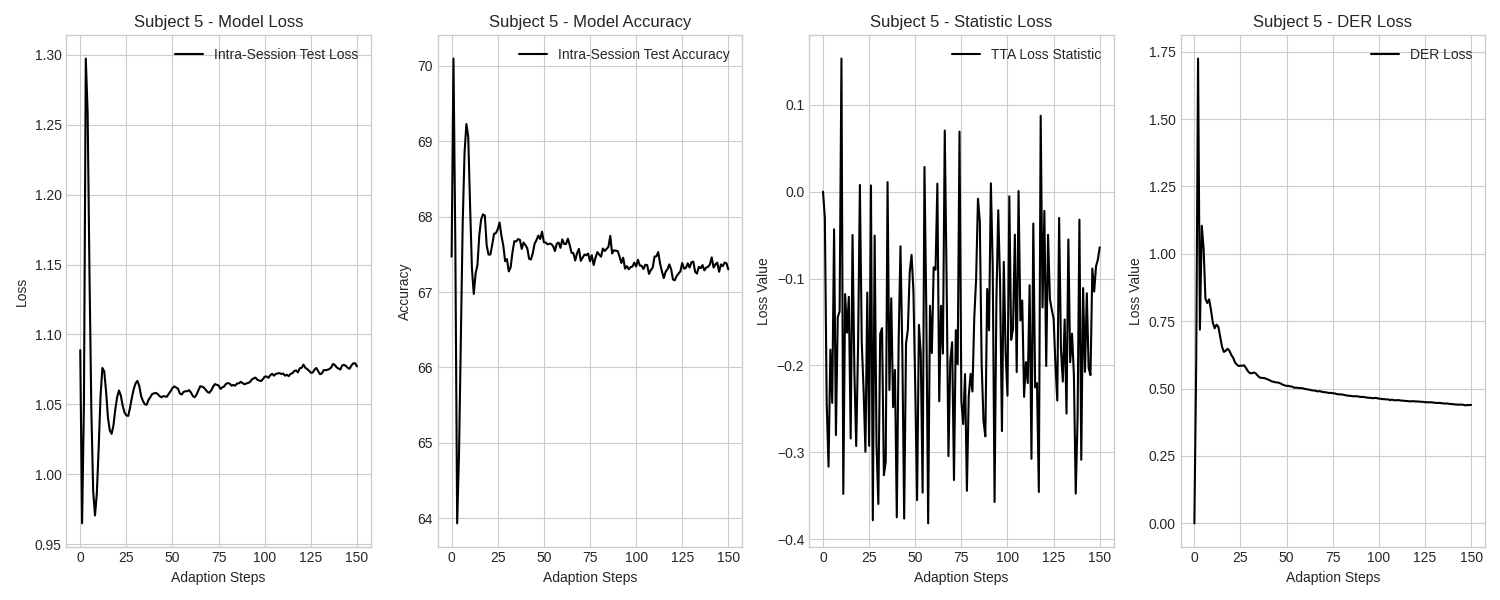 Subject 5 - Model Loss
Intra-Session Test Loss
1.30
1.25
1.20
1.15
1.10
1.05
1.00
0.95
Loss
0 25 50 75 100 125 150
Adaption Steps
Subject 5 - Model Accuracy
Intra-Session Test Accuracy
70
69
68
67
66
65
64
Accuracy
0 25 50 75 100 125 150
Adaption Steps
Subject 5 - Statistic Loss
TTA Loss Statistic
0.1
0.0
−0.1
−0.2
−0.3
−0.4
Loss Value
0 25 50 75 100 125 150
Adaption Steps
Subject 5 - DER Loss
DER Loss
1.75
1.50
1.25
1.00
0.75
0.50
0.25
0.00
Loss Value
0 25 50 75 100 125 150
Adaption Steps